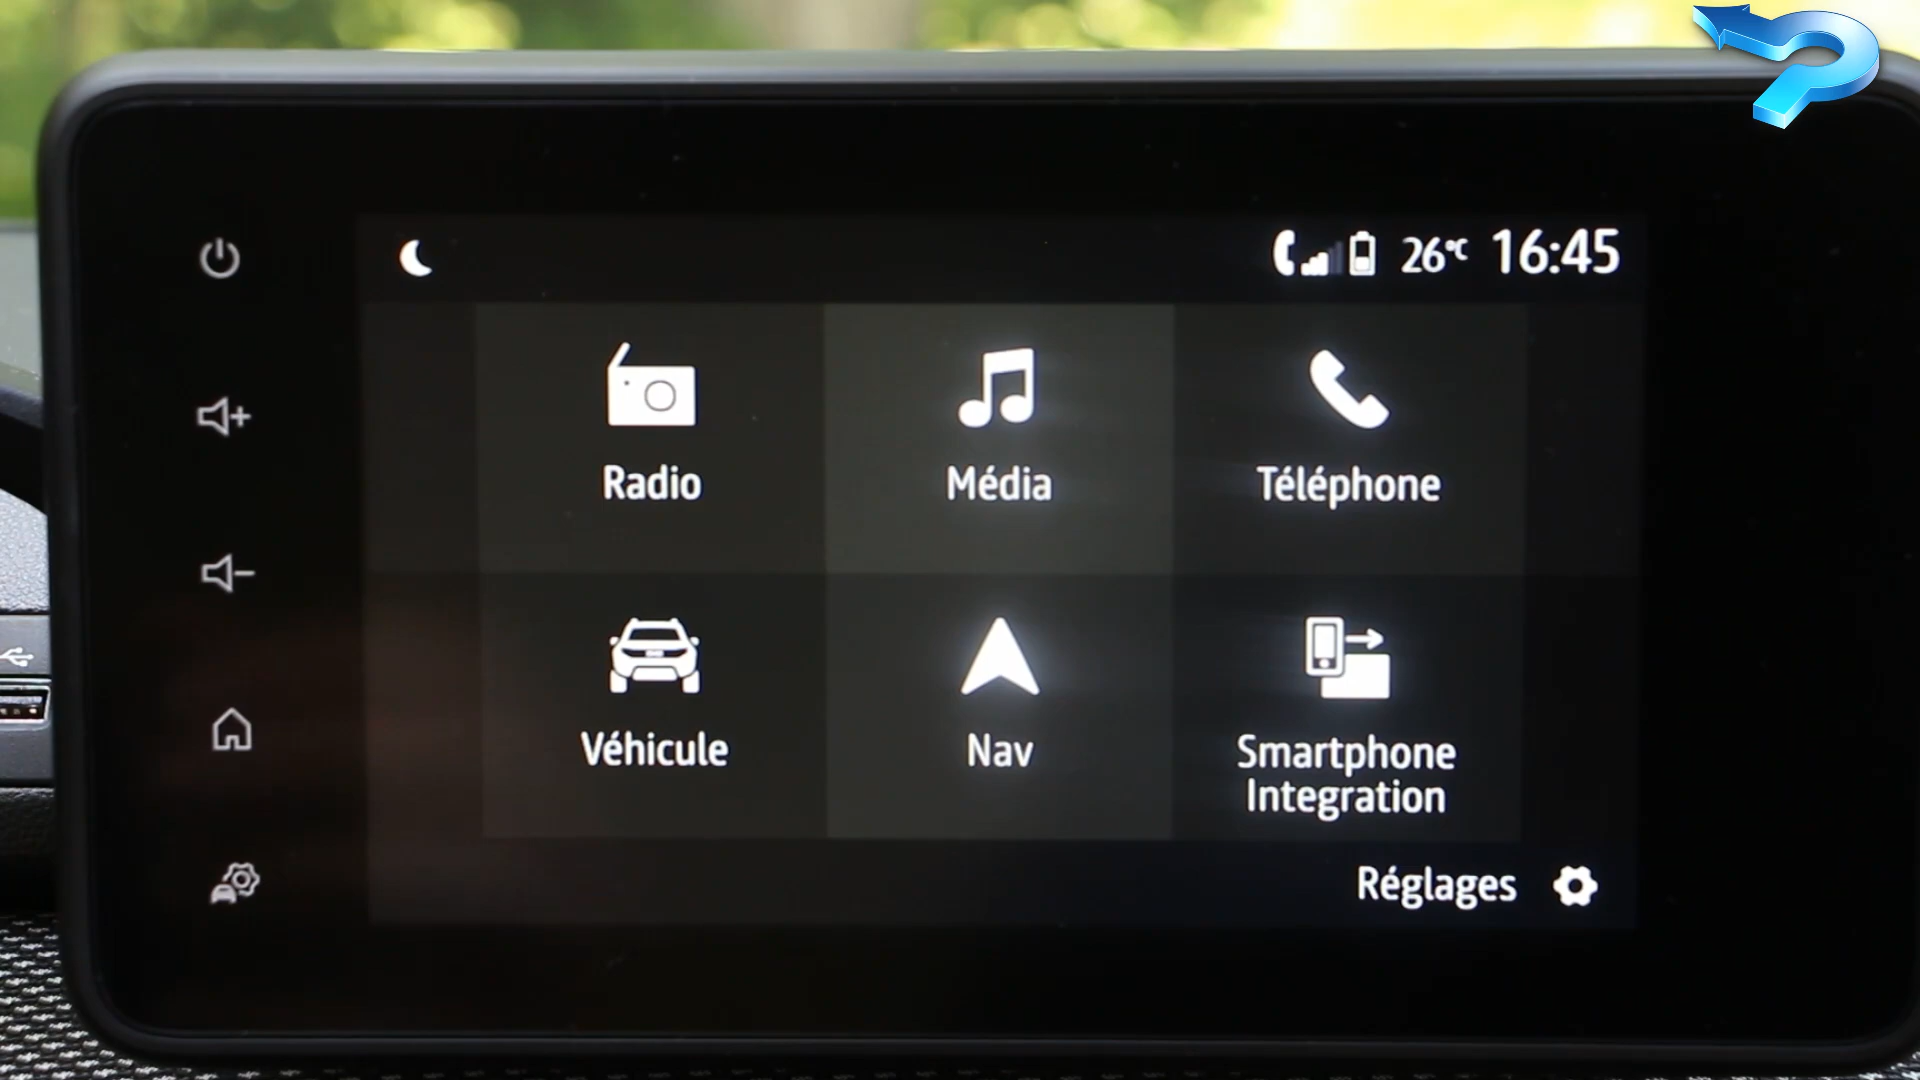 26°C 16:45
Radio
Média
Téléphone
Véhicule
Nav
Smartphone
Integration
Réglages